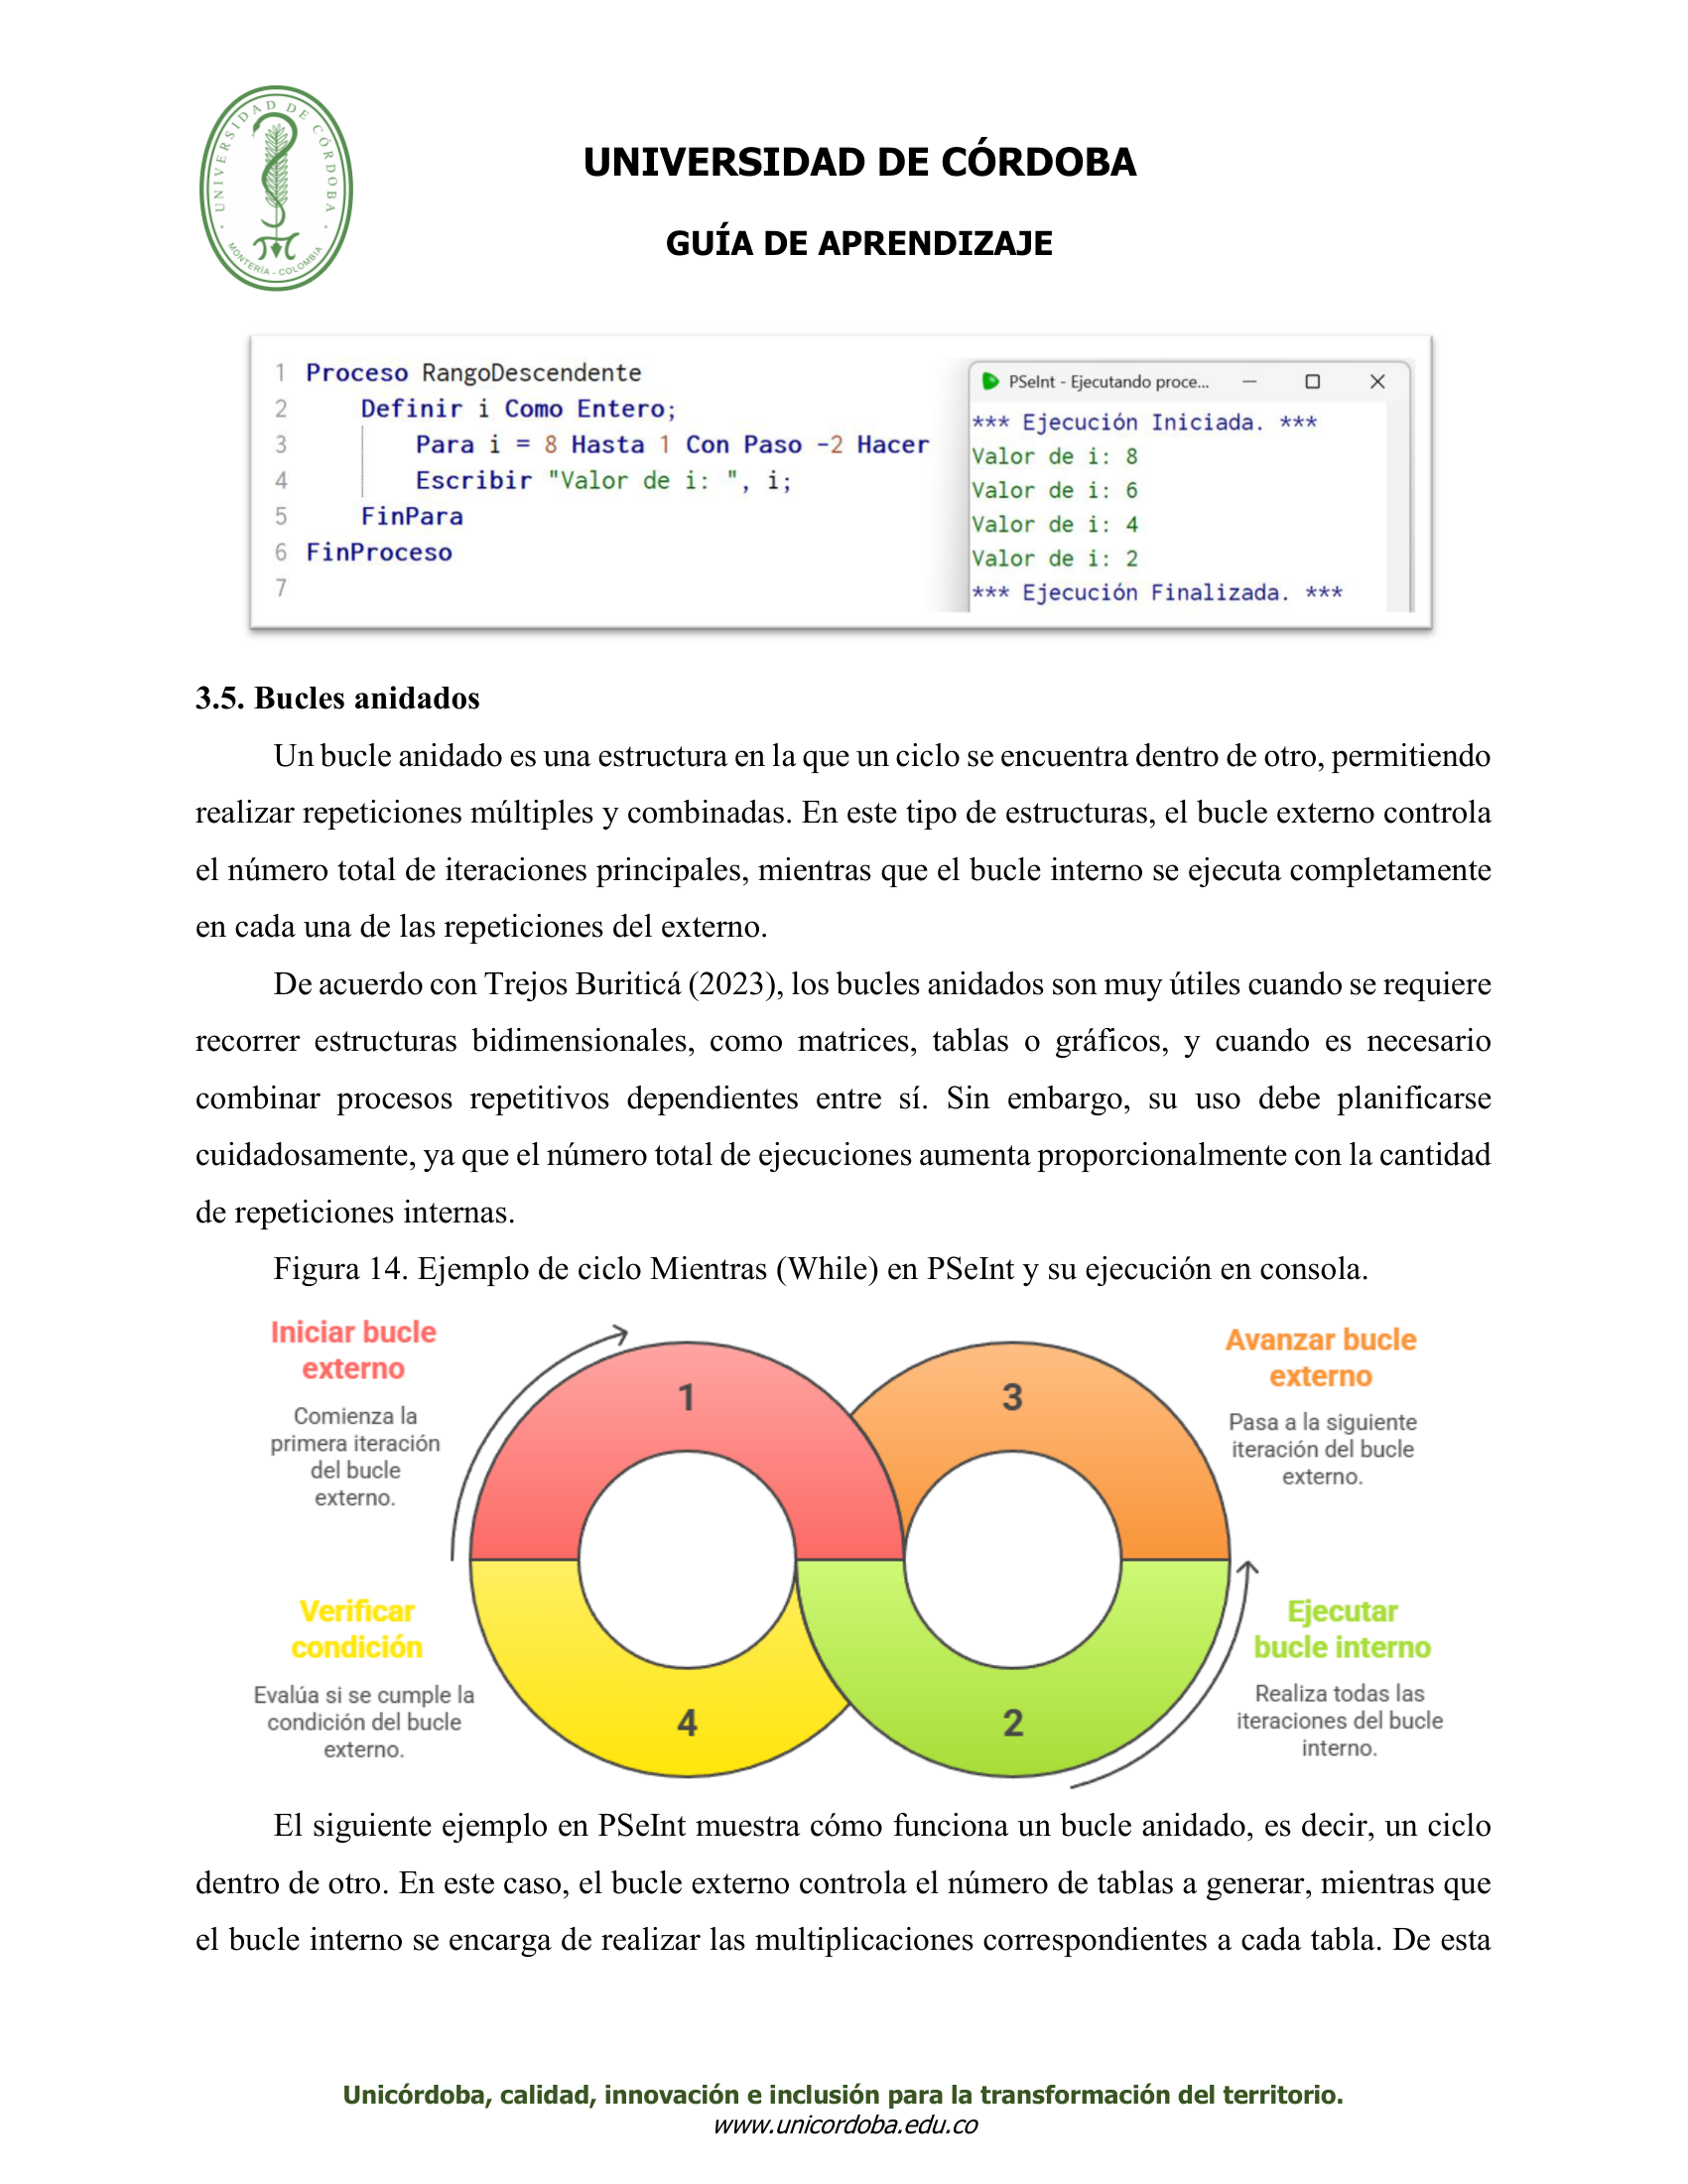 UNIVERSIDAD DE CÓRDOBA
MONTERÍA - COLOMBIA
UNIVERSIDAD DE CÓRDOBA
GUÍA DE APRENDIZAJE
1 Proceso RangoDescendente
2 Definir i Como Entero;
3 Para i = 8 Hasta 1 Con Paso -2 Hacer
4 Escribir "Valor de i: ", i;
5 FinPara
6 FinProceso
7
PSeInt - Ejecutando proce...
*** Ejecución Iniciada. ***
Valor de i: 8
Valor de i: 6
Valor de i: 4
Valor de i: 2
*** Ejecución Finalizada. ***
3.5. Bucles anidados
Un bucle anidado es una estructura en la que un ciclo se encuentra dentro de otro, permitiendo
realizar repeticiones múltiples y combinadas. En este tipo de estructuras, el bucle externo controla
el número total de iteraciones principales, mientras que el bucle interno se ejecuta completamente
en cada una de las repeticiones del externo.
De acuerdo con Trejos Buriticá (2023), los bucles anidados son muy útiles cuando se requiere
recorrer estructuras bidimensionales, como matrices, tablas o gráficos, y cuando es necesario
combinar procesos repetitivos dependientes entre sí. Sin embargo, su uso debe planificarse
cuidadosamente, ya que el número total de ejecuciones aumenta proporcionalmente con la cantidad
de repeticiones internas.
Figura 14. Ejemplo de ciclo Mientras (While) en PSeInt y su ejecución en consola.
Iniciar bucle
externo
Comienza la
primera iteración
del bucle
externo.
1
3
Avanzar bucle
externo
Pasa a la siguiente
iteración del bucle
externo.
Verificar
condición
Evalúa si se cumple la
condición del bucle
externo.
4
2
Ejecutar
bucle interno
Realiza todas las
iteraciones del bucle
interno.
El siguiente ejemplo en PSeInt muestra cómo funciona un bucle anidado, es decir, un ciclo
dentro de otro. En este caso, el bucle externo controla el número de tablas a generar, mientras que
el bucle interno se encarga de realizar las multiplicaciones correspondientes a cada tabla. De esta
Unicórdoba, calidad, innovación e inclusión para la transformación del territorio.
www.unicordoba.edu.co